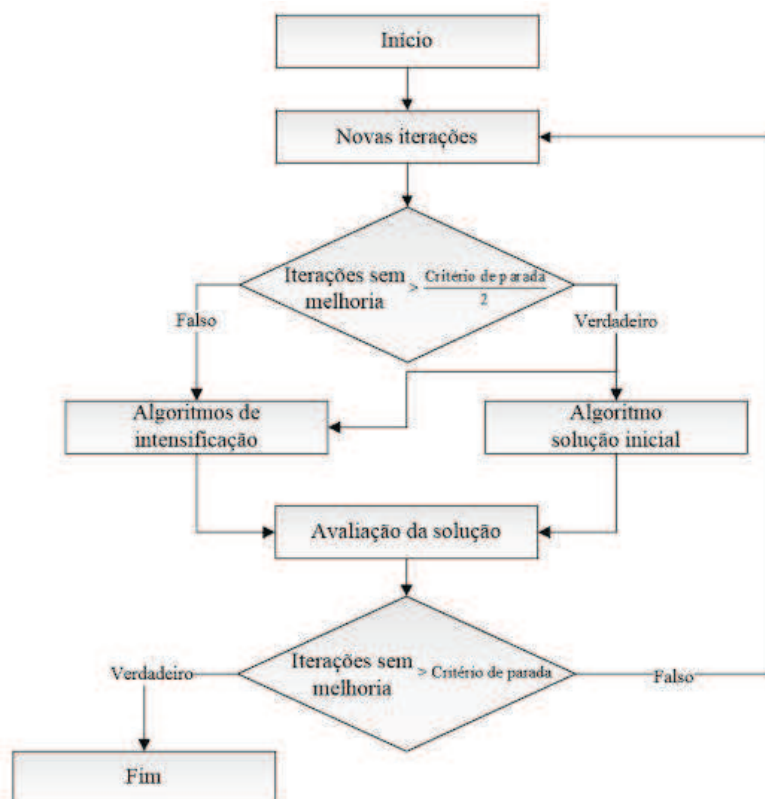 Início
Novas iterações
Iterações sem
melhoria
> Critério de parada
2
Falso
Verdadeiro
Algoritmos de
intensificação
Algoritmo
solução inicial
Avaliação da solução
Iterações sem
melhoria
> Critério de parada
Verdadeiro
Falso
Fim